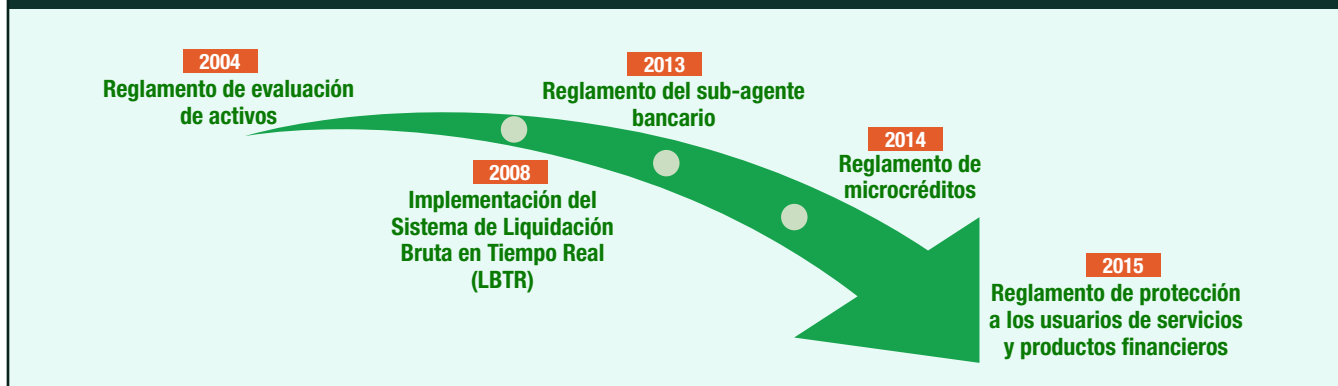 2004
Reglamento de evaluación
de activos
2008
Implementación del
Sistema de Liquidación
Bruta en Tiempo Real
(LBTR)
2013
Reglamento del sub-agente
bancario
2014
Reglamento de
microcréditos
2015
Reglamento de protección
a los usuarios de servicios
y productos financieros